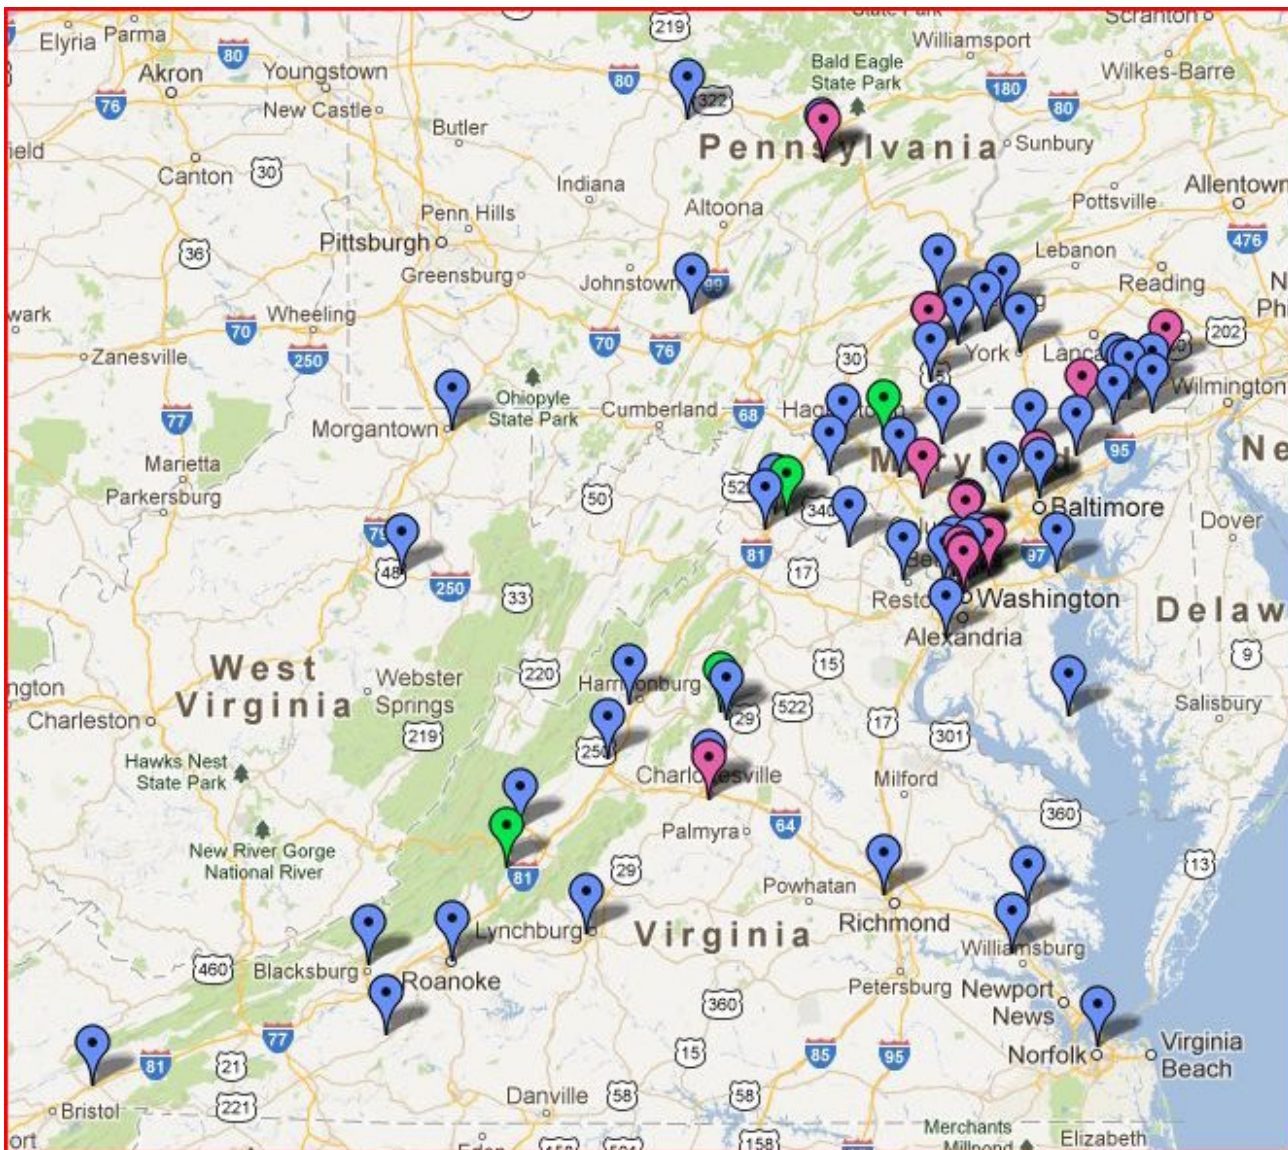 219
State Park
Scranton
Elyria
Parma
80
Akron
Youngstown
80
Bald Eagle
State Park
Williamsport
Wilkes-Barre
76
New Castle
322
180
80
Butler
Pennsylvania
Sunbury
Canton
30
Indiana
Altoona
Pottsville
Allentown
Penn Hills
Pittsburgh
36
476
Lebanon
Greensburg
Johnstown
99
Reading
Wheeling
70
70
76
202
Zanesville
250
30
York
Ohiopyle
State Park
Wilmington
77
Cumberland
68
Morgantown
95
Marietta
Parkersburg
50
340
Baltimore
Dover
79
81
97
48
250
17
33
Washington
Alexandria
Delaw
West
Virginia
220
15
9
Webster
Springs
Salisbury
Charleston
29
522
17
301
219
250
Hawks Nest
State Park
Milford
360
Palmyra
64
New River Gorge
National River
81
29
13
Powhatan
Richmond
Lynchburg
Virginia
Williamsburg
460
Blacksburg
Roanoke
Petersburg
Newport
News
360
77
81
21
15
85
95
Norfolk
Virginia
Beach
Bristol
221
Danville
58
58
158
Merchants
Millpond
Elizabeth